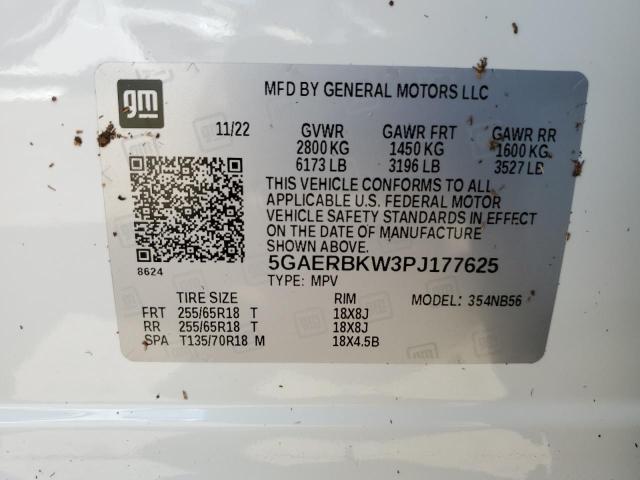 gm
MFD BY GENERAL MOTORS LLC
11/22 GVWR GAWR FRT GAWR RR
2800 KG 1450 KG 1600 KG
6173 LB 3196 LB 3527 LB
THIS VEHICLE CONFORMS TO ALL
APPLICABLE U.S. FEDERAL MOTOR
VEHICLE SAFETY STANDARDS IN EFFECT
ON THE DATE OF MANUFACTURE
SHOWN ABOVE.
8624
5GAERBKW3PJ177625
TYPE: MPV
MODEL: 354NB56
TIRE SIZE RIM
FRT 255/65R18 T 18X8J
RR 255/65R18 T 18X8J
SPA T135/70R18 M 18X4.5B